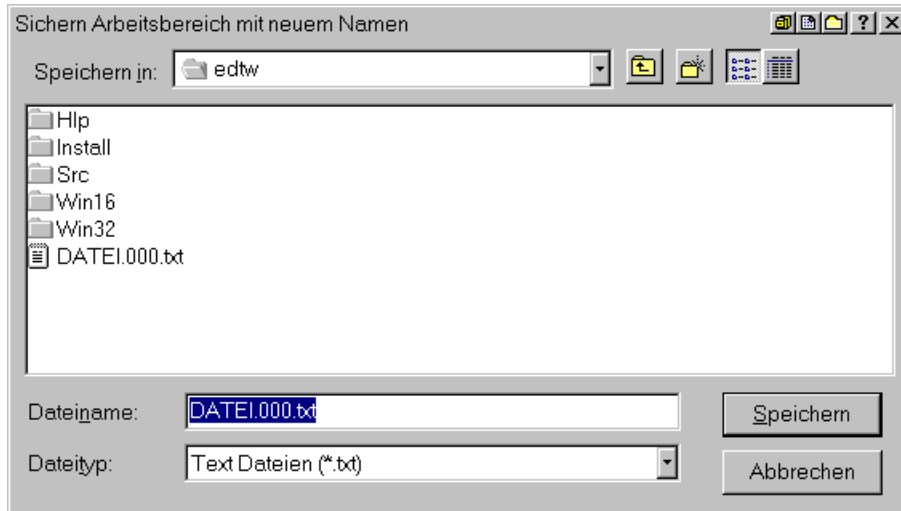 Sichern Arbeitsbereich mit neuem Namen
Speichern in: edtw
Hlp
Install
Src
Win16
Win32
DATEI.000.txt
Dateiname: DATEI.000.txt Speichern
Dateityp: Text Dateien (*.txt) Abbrechen